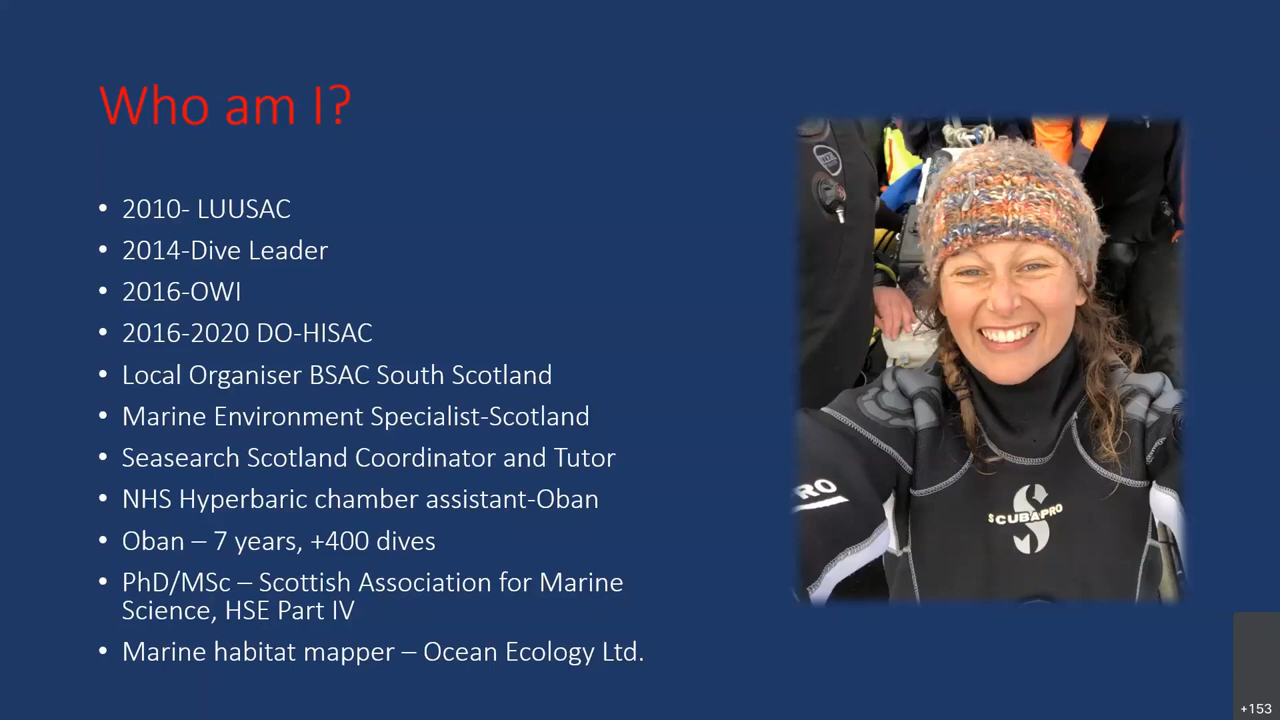 Who am I?
• 2010- LUUSAC
• 2014-Dive Leader
• 2016-OWI
• 2016-2020 DO-HISAC
• Local Organiser BSAC South Scotland
• Marine Environment Specialist-Scotland
• Seasearch Scotland Coordinator and Tutor
• NHS Hyperbaric chamber assistant-Oban
• Oban – 7 years, +400 dives
• PhD/MSc – Scottish Association for Marine
Science, HSE Part IV
• Marine habitat mapper – Ocean Ecology Ltd.
PRO
SCUBAPRO
+153